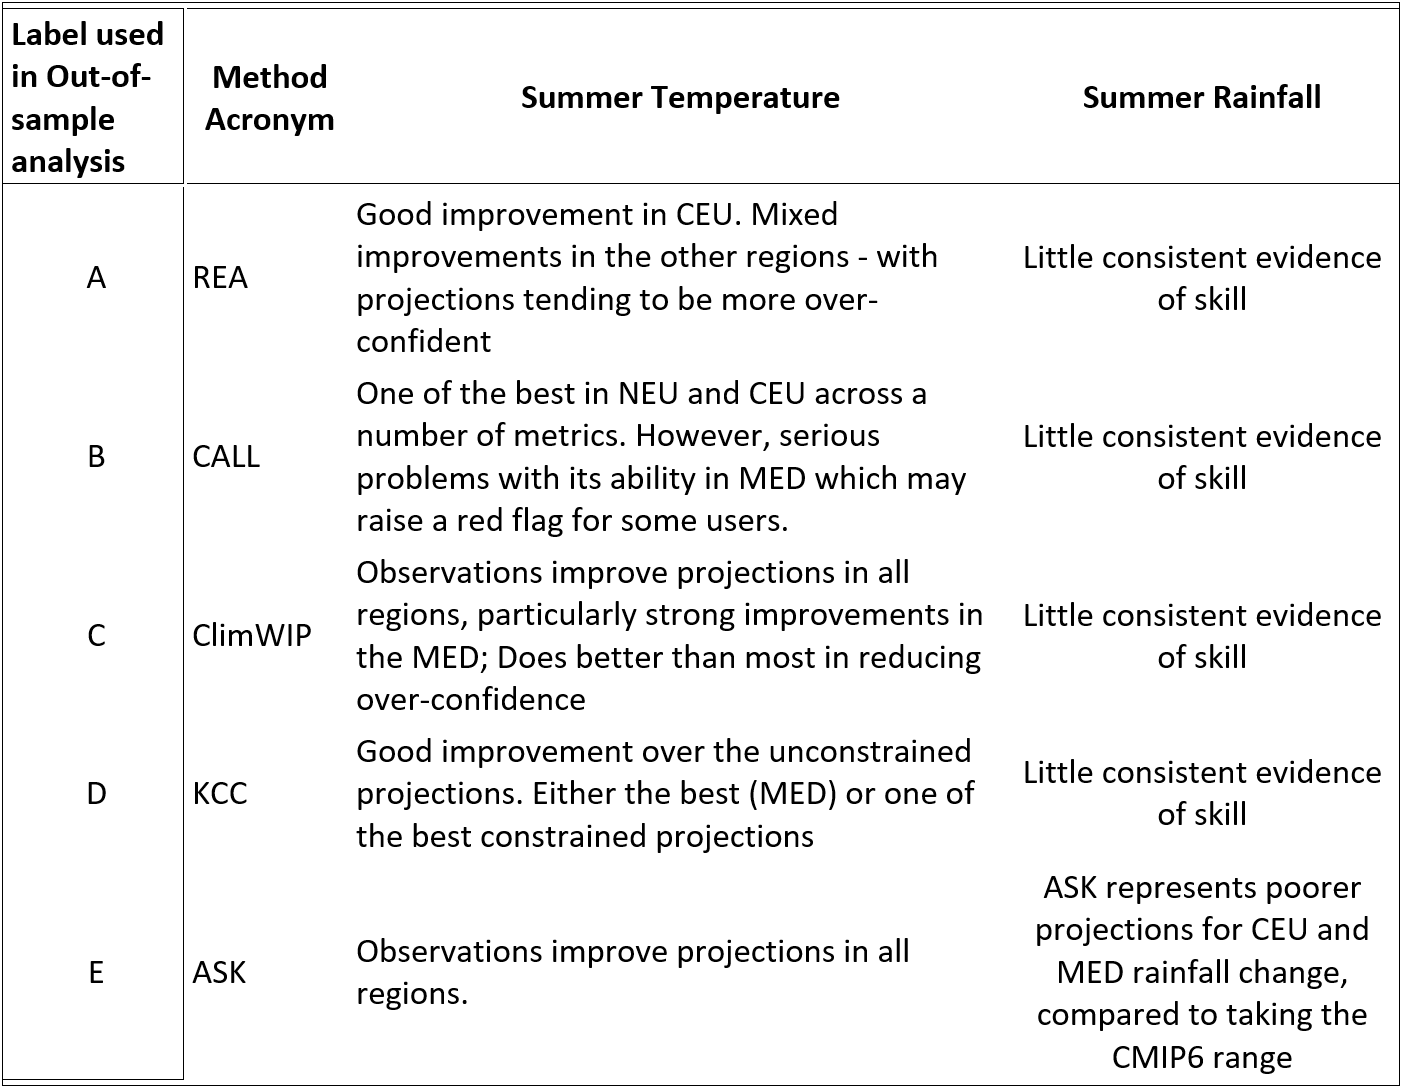 Label used
in Out-of-
sample
analysis
Method
Acronym
Summer Temperature
Summer Rainfall
A
REA
Good improvement in CEU. Mixed
improvements in the other regions - with
projections tending to be more over-
confident
Little consistent evidence
of skill
B
CALL
One of the best in NEU and CEU across a
number of metrics. However, serious
problems with its ability in MED which may
raise a red flag for some users.
Little consistent evidence
of skill
C
ClimWIP
Observations improve projections in all
regions, particularly strong improvements in
the MED; Does better than most in reducing
over-confidence
Little consistent evidence
of skill
D
KCC
Good improvement over the unconstrained
projections. Either the best (MED) or one of
the best constrained projections
Little consistent evidence
of skill
E
ASK
Observations improve projections in all
regions.
ASK represents poorer
projections for CEU and
MED rainfall change,
compared to taking the
CMIP6 range